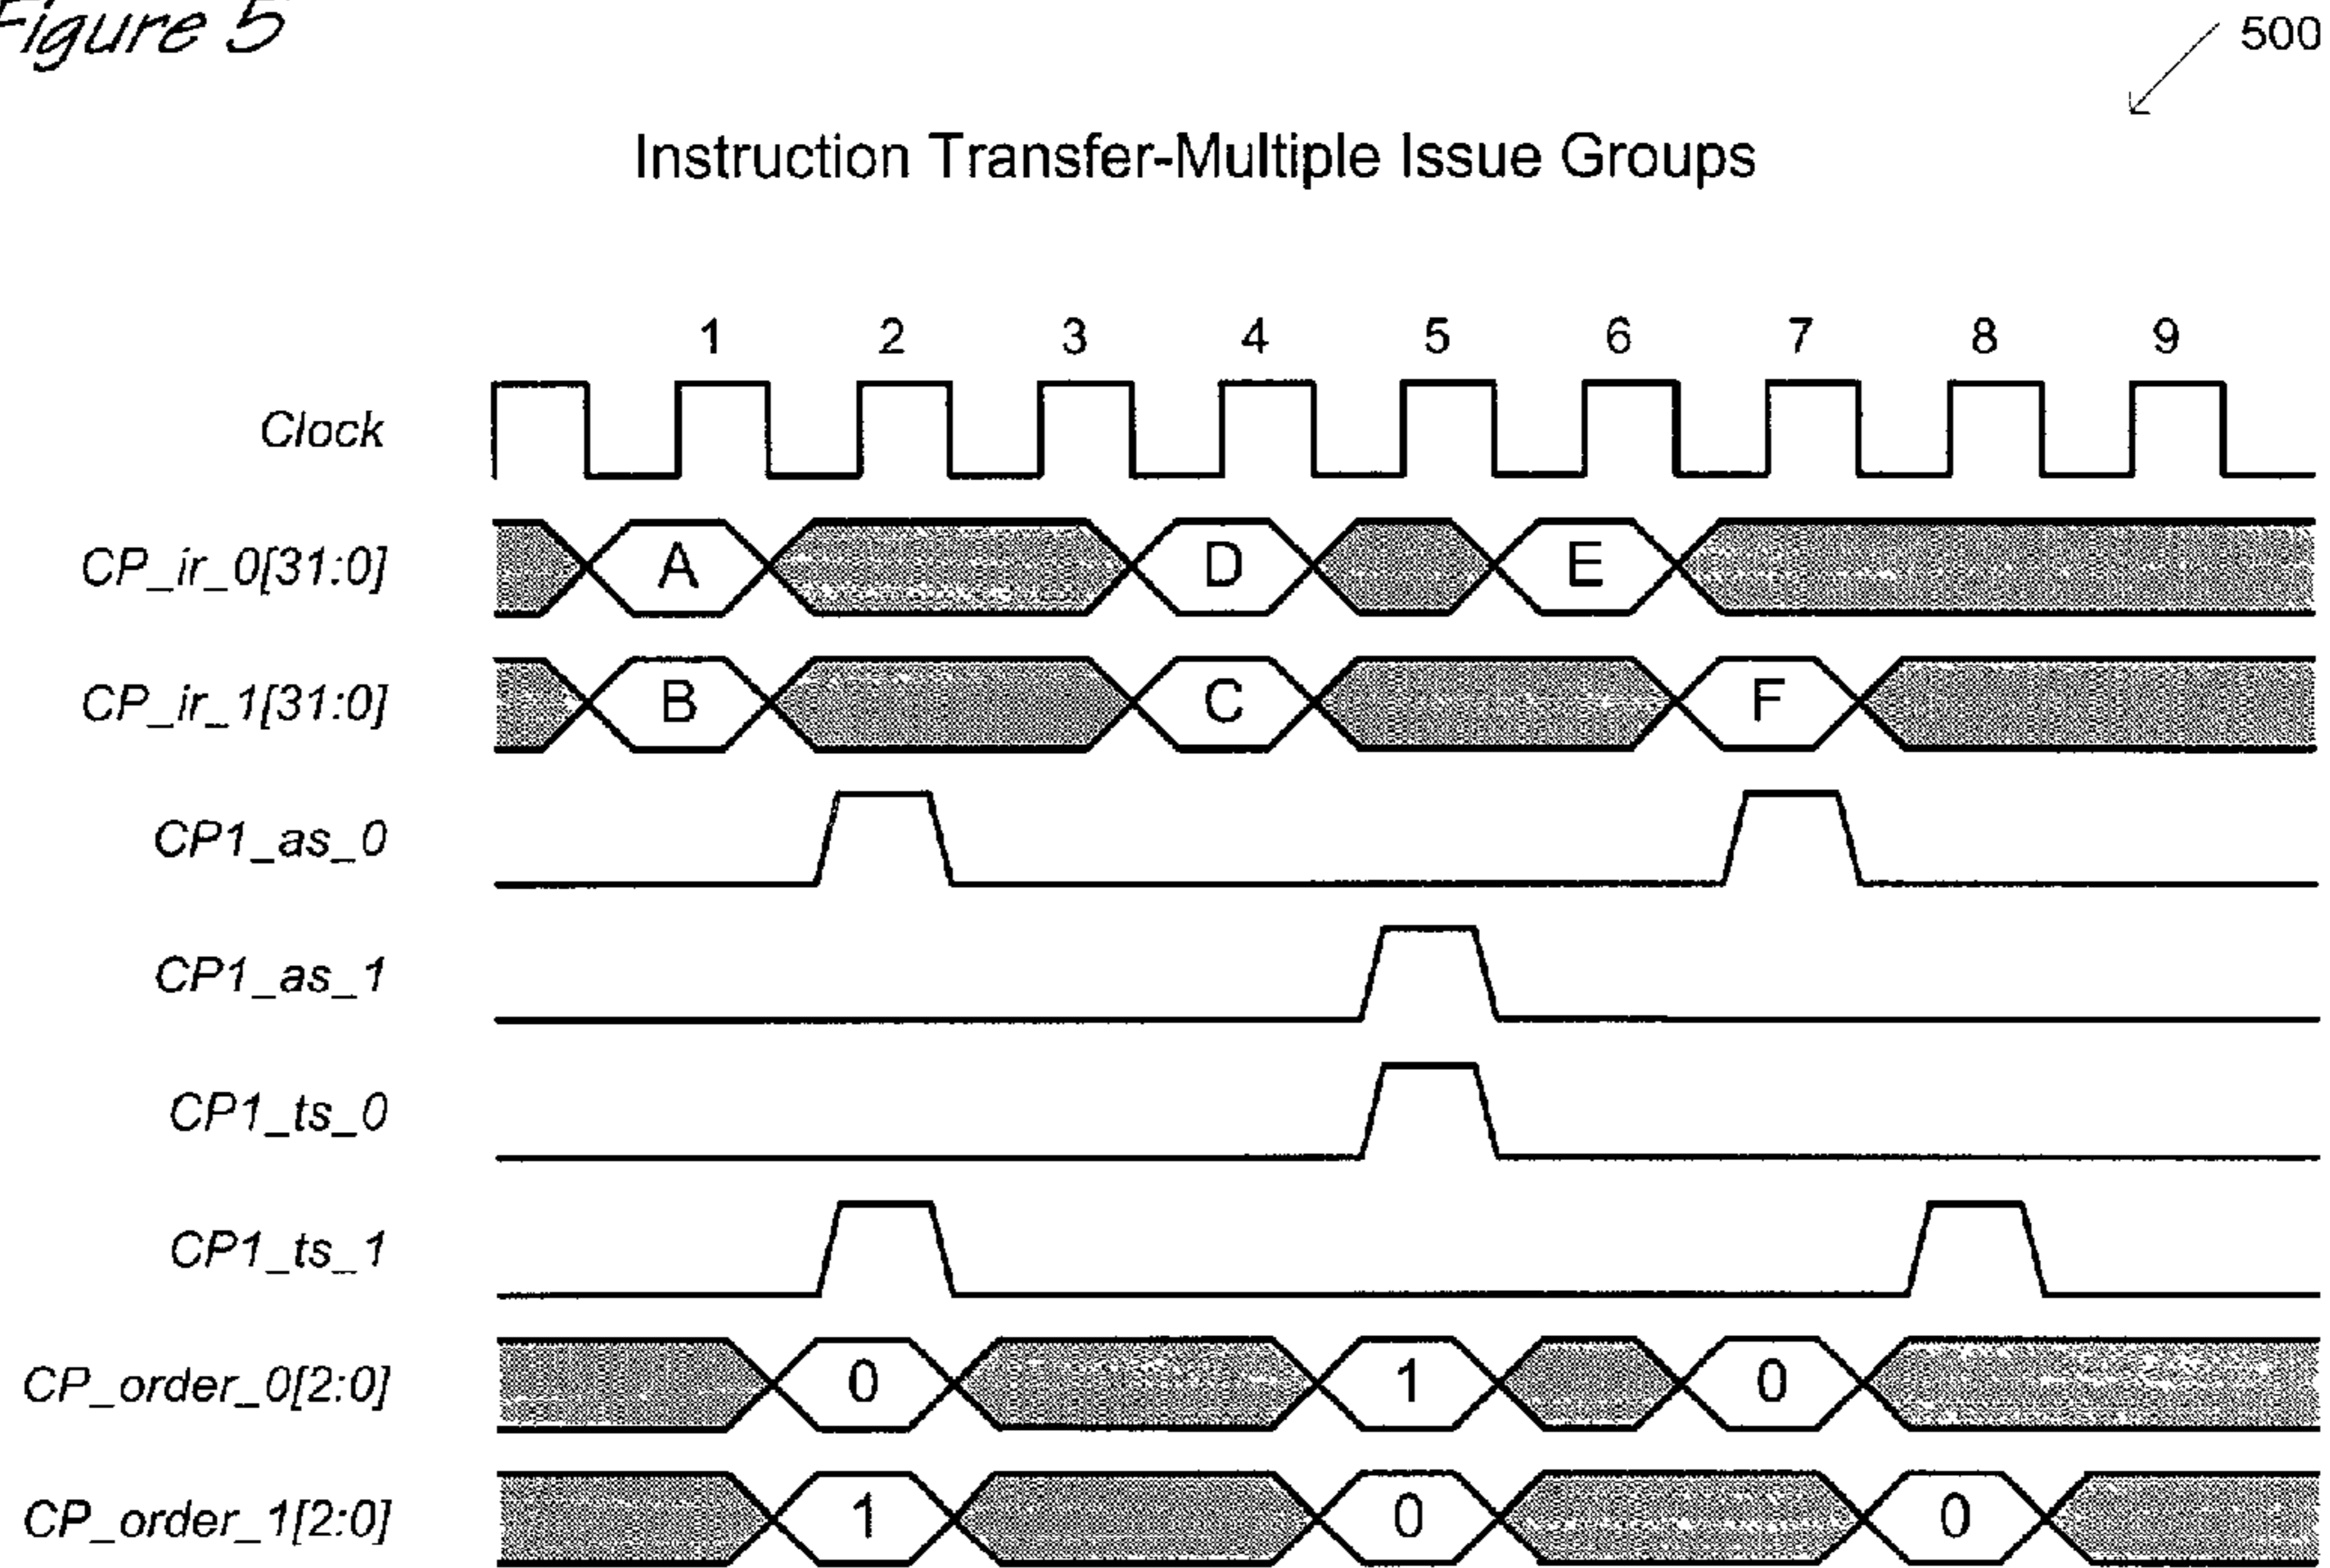 Figure 5
500
Instruction Transfer-Multiple Issue Groups
1 2 3 4 5 6 7 8 9
Clock
CP_ir_0[31:0] A D E
CP_ir_1[31:0] B C F
CP1_as_0
CP1_as_1
CP1_ts_0
CP1_ts_1
CP_order_0[2:0] 0 1 0
CP_order_1[2:0] 1 0 0